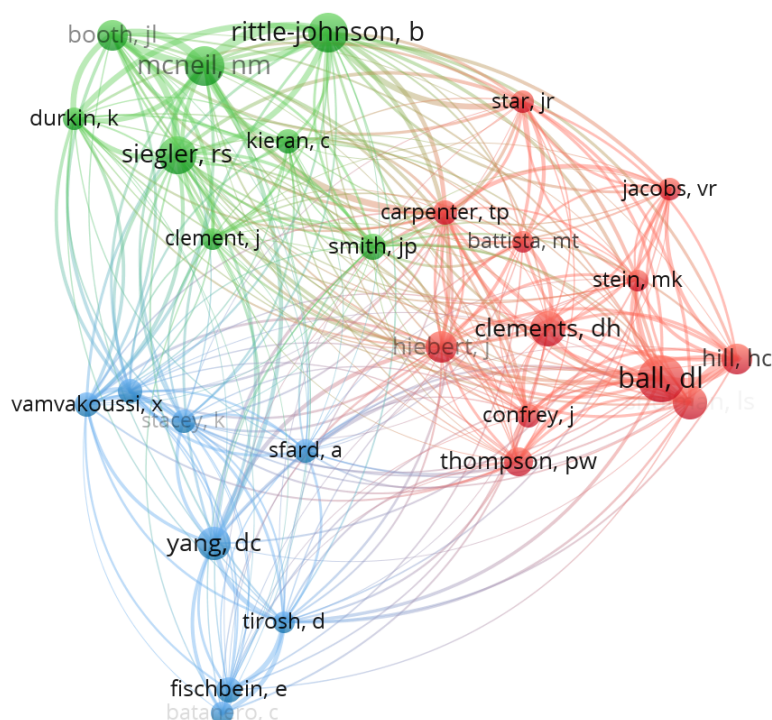 rittle-johnson, b
booth, jl
mcneil, nm
star, jr
durkin, k
kieran, c
siegler, rs
jacobs, vr
carpenter, tp
clement, j
smith, jp
battista, mt
stein, mk
clements, dh
hiebert, j
hill, hc
ball, dl
ls
vamvakoussi, x
confrey, j
stacey, k
sfard, a
thompson, pw
yang, dc
tirosh, d
fischbein, e
batanero, c